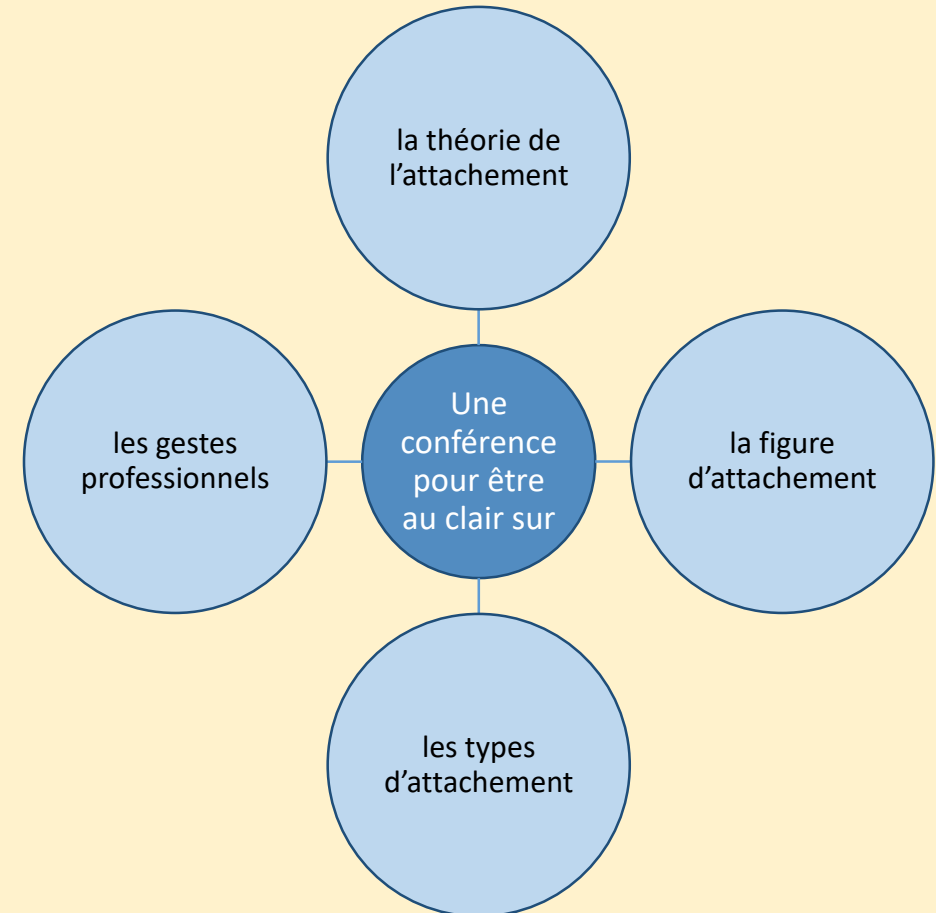 la théorie de
l’attachement
Une
conférence
pour être
au clair sur
les gestes
professionnels
la figure
d’attachement
les types
d’attachement